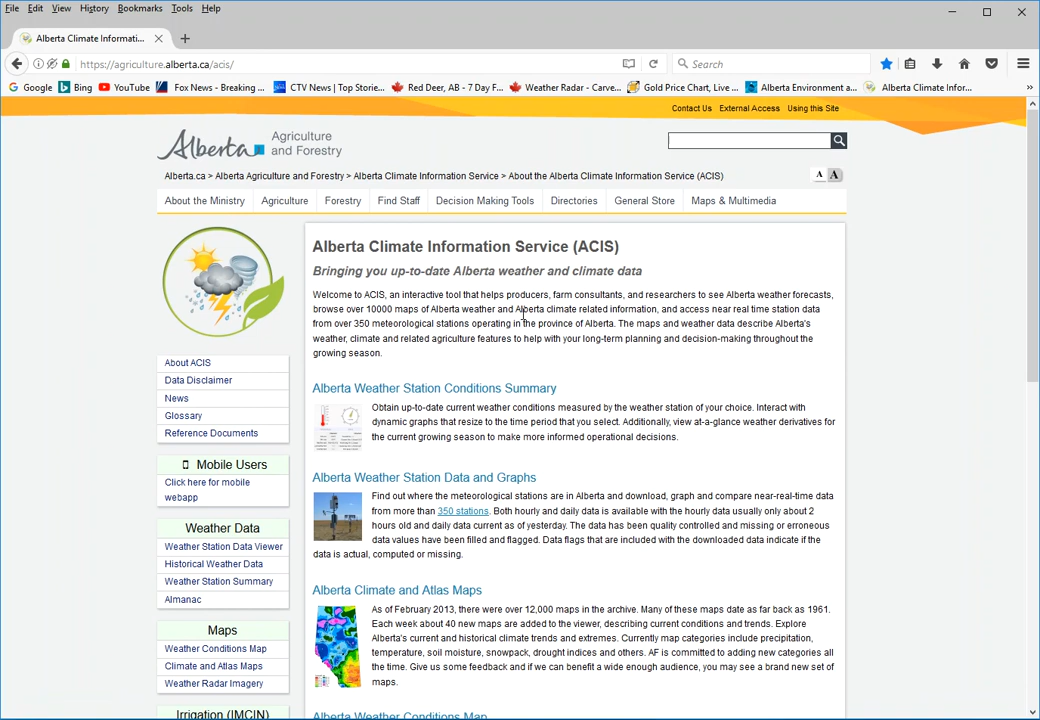 File Edit View History Bookmarks Tools Help
Alberta Climate Informati...
https://agriculture.alberta.ca/acis/
Search
Google Bing YouTube Fox News - Breaking ... CTV News | Top Storie... Red Deer, AB - 7 Day F... Weather Radar - Carve... Gold Price Chart, Live ... Alberta Environment a... Alberta Climate Infor...
Contact Us External Access Using this Site
Alberta Agriculture
and Forestry
Alberta.ca > Alberta Agriculture and Forestry > Alberta Climate Information Service > About the Alberta Climate Information Service (ACIS)
A A
About the Ministry Agriculture Forestry Find Staff Decision Making Tools Directories General Store Maps & Multimedia
Alberta Climate Information Service (ACIS)
Bringing you up-to-date Alberta weather and climate data
Welcome to ACIS, an interactive tool that helps producers, farm consultants, and researchers to see Alberta weather forecasts,
browse over 10000 maps of Alberta weather and Alberta climate related information, and access near real time station data
from over 350 meteorological stations operating in the province of Alberta. The maps and weather data describe Alberta's
weather, climate and related agriculture features to help with your long-term planning and decision-making throughout the
growing season.
About ACIS
Data Disclaimer
News
Glossary
Reference Documents
Mobile Users
Click here for mobile
webapp
Weather Data
Weather Station Data Viewer
Historical Weather Data
Weather Station Summary
Almanac
Maps
Weather Conditions Map
Climate and Atlas Maps
Weather Radar Imagery
Irrigation (IMCIN)
Alberta Weather Station Conditions Summary
Obtain up-to-date current weather conditions measured by the weather station of your choice. Interact with
dynamic graphs that resize to the time period that you select. Additionally, view at-a-glance weather derivatives for
the current growing season to make more informed operational decisions.
Alberta Weather Station Data and Graphs
Find out where the meteorological stations are in Alberta and download, graph and compare near-real-time data
from more than 350 stations. Both hourly and daily data is available with the hourly data usually only about 2
hours old and daily data current as of yesterday. The data has been quality controlled and missing or erroneous
data values have been filled and flagged. Data flags that are included with the downloaded data indicate if the
data is actual, computed or missing.
Alberta Climate and Atlas Maps
As of February 2013, there were over 12,000 maps in the archive. Many of these maps date as far back as 1961.
Each week about 40 new maps are added to the viewer, describing current conditions and trends. Explore
Alberta's current and historical climate trends and extremes. Currently map categories include precipitation,
temperature, soil moisture, snowpack, drought indices and others. AF is committed to adding new categories all
the time. Give us some feedback and if we can benefit a wide enough audience, you may see a brand new set of
maps.
Alberta Weather Conditions Map